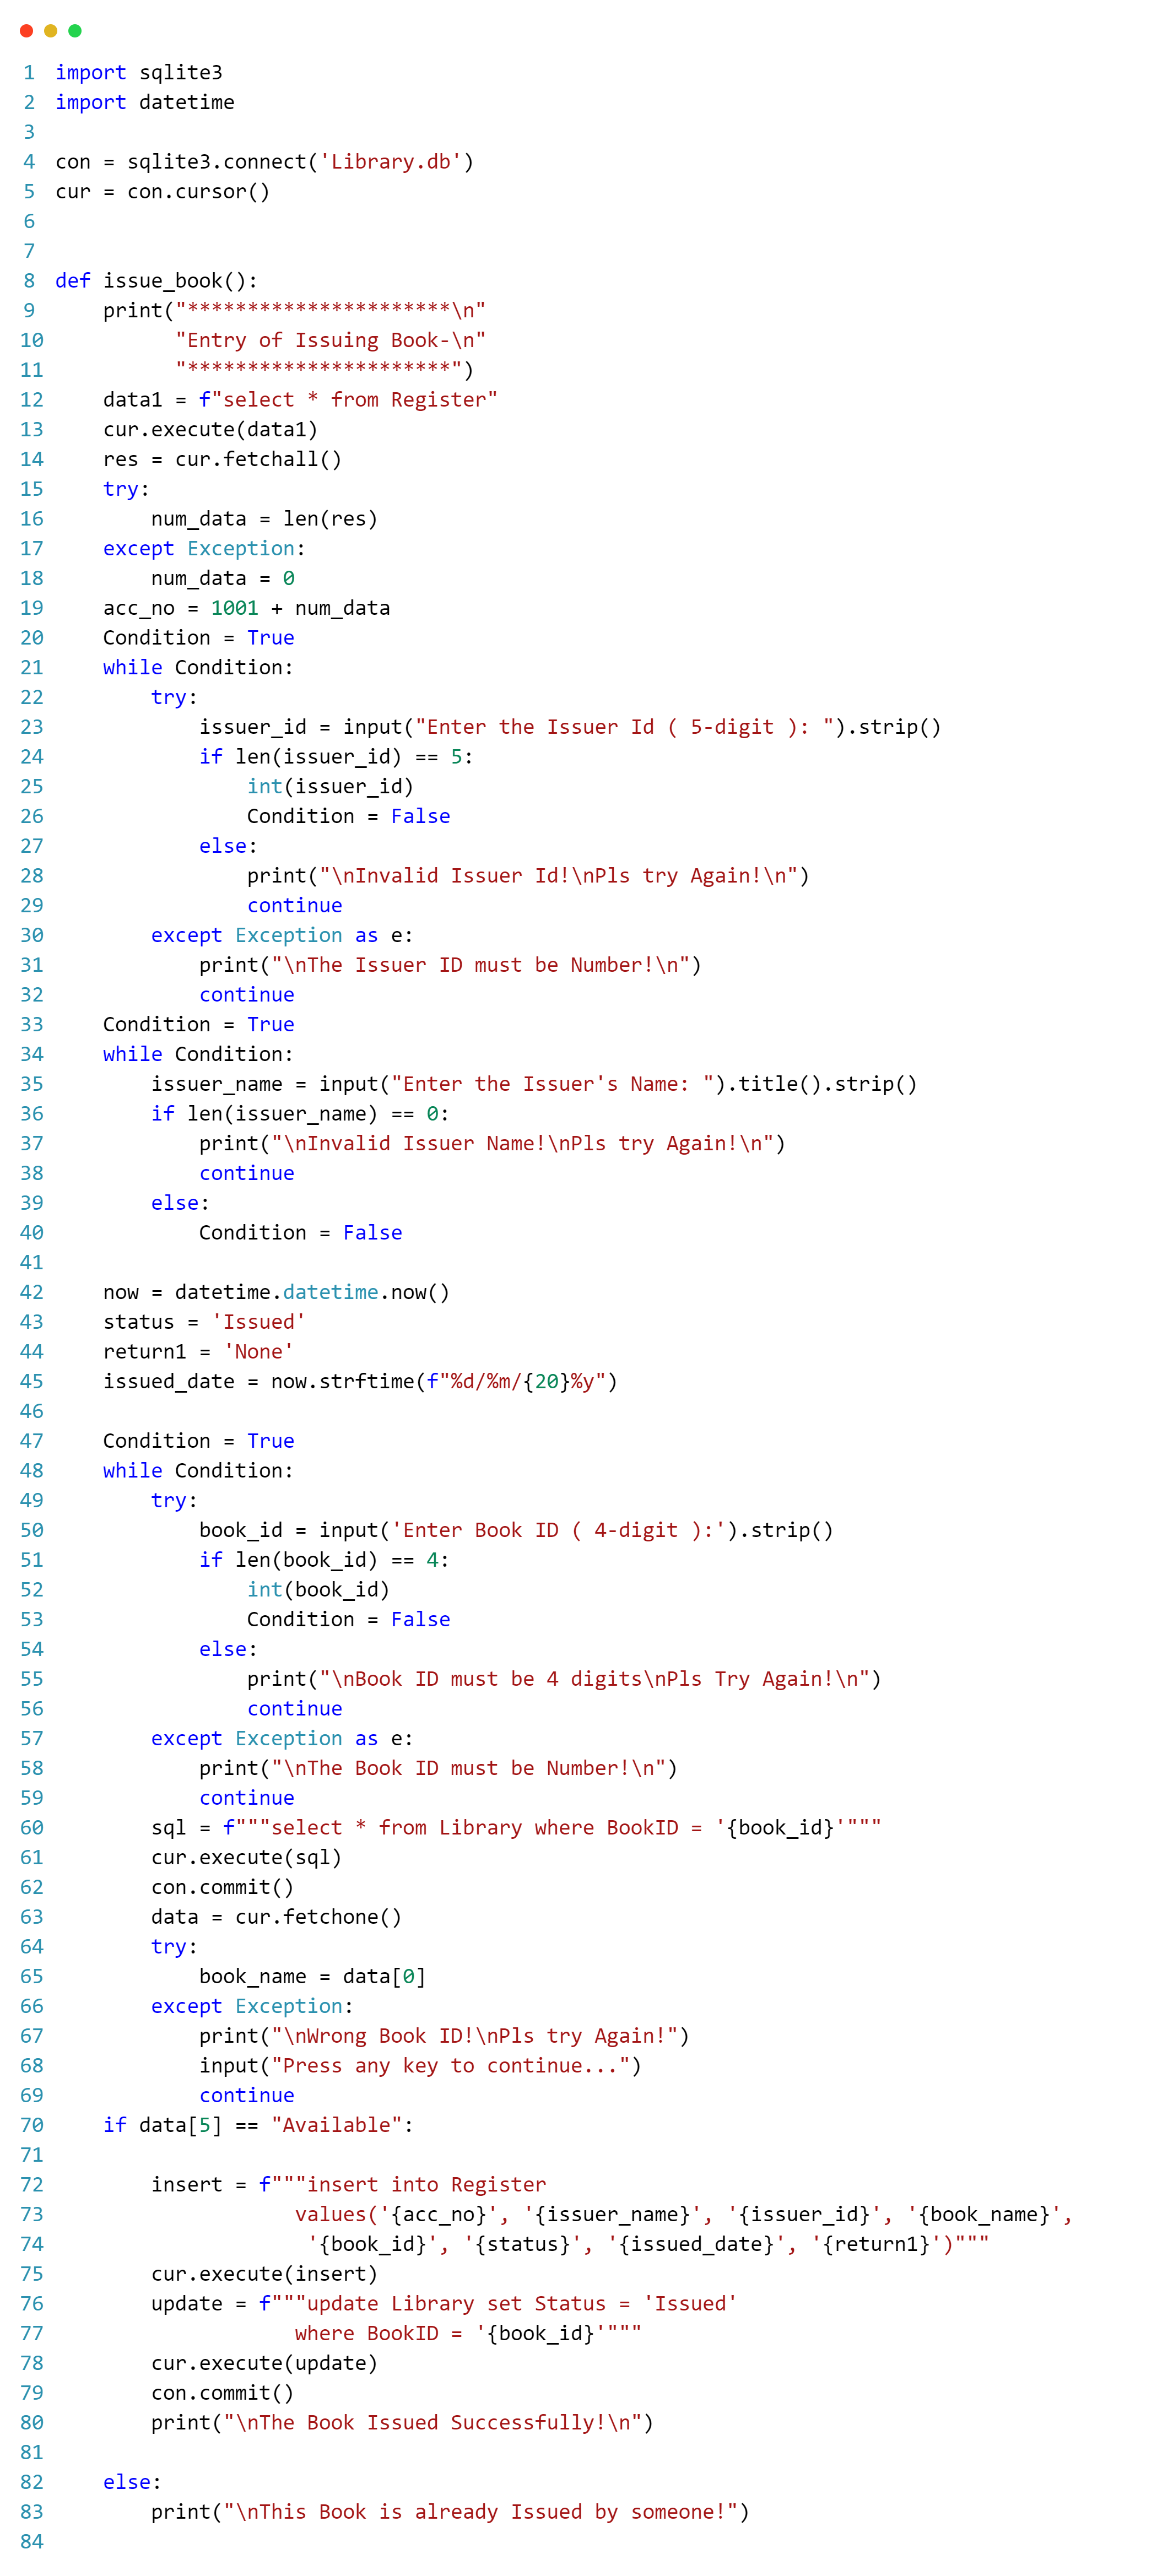 1 import sqlite3
2 import datetime
3
4 con = sqlite3.connect('Library.db')
5 cur = con.cursor()
6
7
8 def issue_book():
9     print("**********************\n"
10           "Entry of Issuing Book-\n"
11           "**********************")
12     data1 = f"select * from Register"
13     cur.execute(data1)
14     res = cur.fetchall()
15     try:
16         num_data = len(res)
17     except Exception:
18         num_data = 0
19     acc_no = 1001 + num_data
20     Condition = True
21     while Condition:
22         try:
23             issuer_id = input("Enter the Issuer Id ( 5-digit ): ").strip()
24             if len(issuer_id) == 5:
25                 int(issuer_id)
26                 Condition = False
27             else:
28                 print("\nInvalid Issuer Id!\nPls try Again!\n")
29                 continue
30         except Exception as e:
31             print("\nThe Issuer ID must be Number!\n")
32             continue
33     Condition = True
34     while Condition:
35         issuer_name = input("Enter the Issuer's Name: ").title().strip()
36         if len(issuer_name) == 0:
37             print("\nInvalid Issuer Name!\nPls try Again!\n")
38             continue
39         else:
40             Condition = False
41
42     now = datetime.datetime.now()
43     status = 'Issued'
44     return1 = 'None'
45     issued_date = now.strftime(f"%d/%m/{20}%y")
46
47     Condition = True
48     while Condition:
49         try:
50             book_id = input('Enter Book ID ( 4-digit ):').strip()
51             if len(book_id) == 4:
52                 int(book_id)
53                 Condition = False
54             else:
55                 print("\nBook ID must be 4 digits\nPls Try Again!\n")
56                 continue
57         except Exception as e:
58             print("\nThe Book ID must be Number!\n")
59             continue
60         sql = f"""select * from Library where BookID = '{book_id}'"""
61         cur.execute(sql)
62         con.commit()
63         data = cur.fetchone()
64         try:
65             book_name = data[0]
66         except Exception:
67             print("\nWrong Book ID!\nPls try Again!")
68             input("Press any key to continue...")
69             continue
70     if data[5] == "Available":
71
72         insert = f"""insert into Register
73                     values('{acc_no}', '{issuer_name}', '{issuer_id}', '{book_name}',
74                      '{book_id}', '{status}', '{issued_date}', '{return1}')"""
75         cur.execute(insert)
76         update = f"""update Library set Status = 'Issued'
77                     where BookID = '{book_id}'"""
78         cur.execute(update)
79         con.commit()
80         print("\nThe Book Issued Successfully!\n")
81
82     else:
83         print("\nThis Book is already Issued by someone!")
84